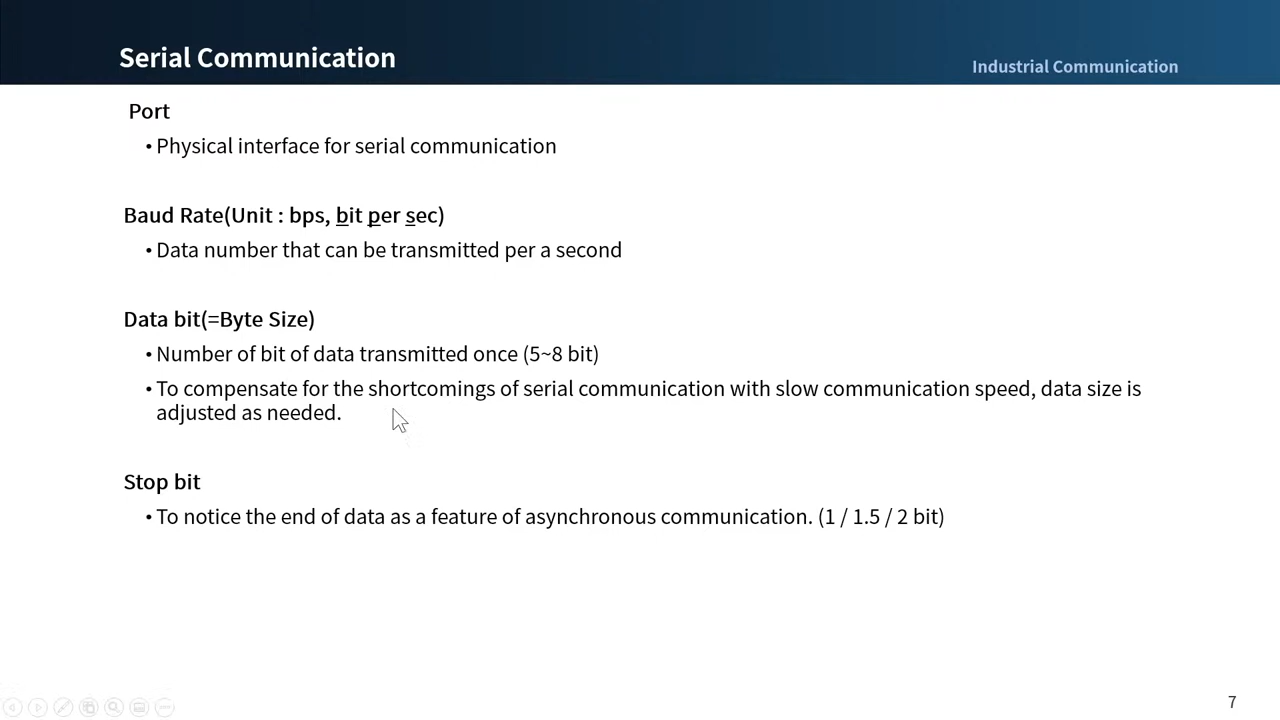 Serial Communication
Industrial Communication
Port
• Physical interface for serial communication
Baud Rate(Unit : bps, bit per sec)
• Data number that can be transmitted per a second
Data bit(=Byte Size)
• Number of bit of data transmitted once (5~8 bit)
• To compensate for the shortcomings of serial communication with slow communication speed, data size is
adjusted as needed.
Stop bit
• To notice the end of data as a feature of asynchronous communication. (1 / 1.5 / 2 bit)
7